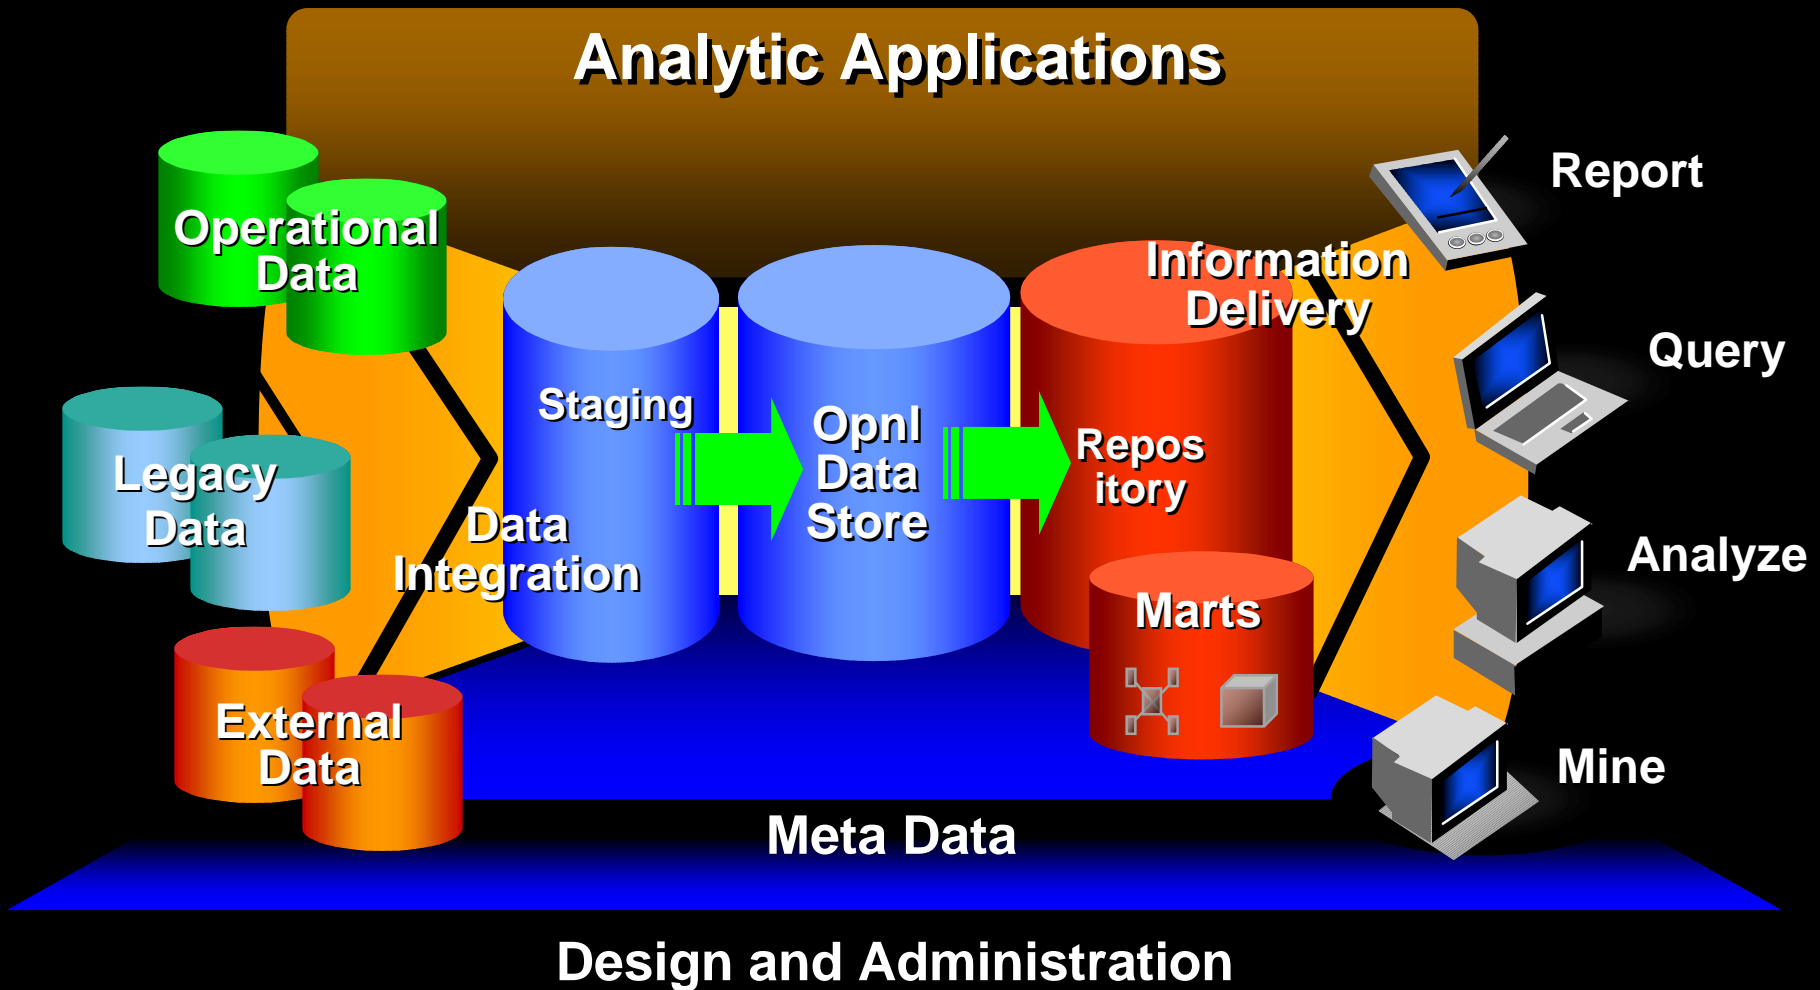 Analytic Applications
Operational
Data
Legacy
Data
External
Data
Data
Integration
Staging
Opnl
Data
Store
Repos
itory
Marts
Information
Delivery
Report
Query
Analyze
Mine
Meta Data
Design and Administration